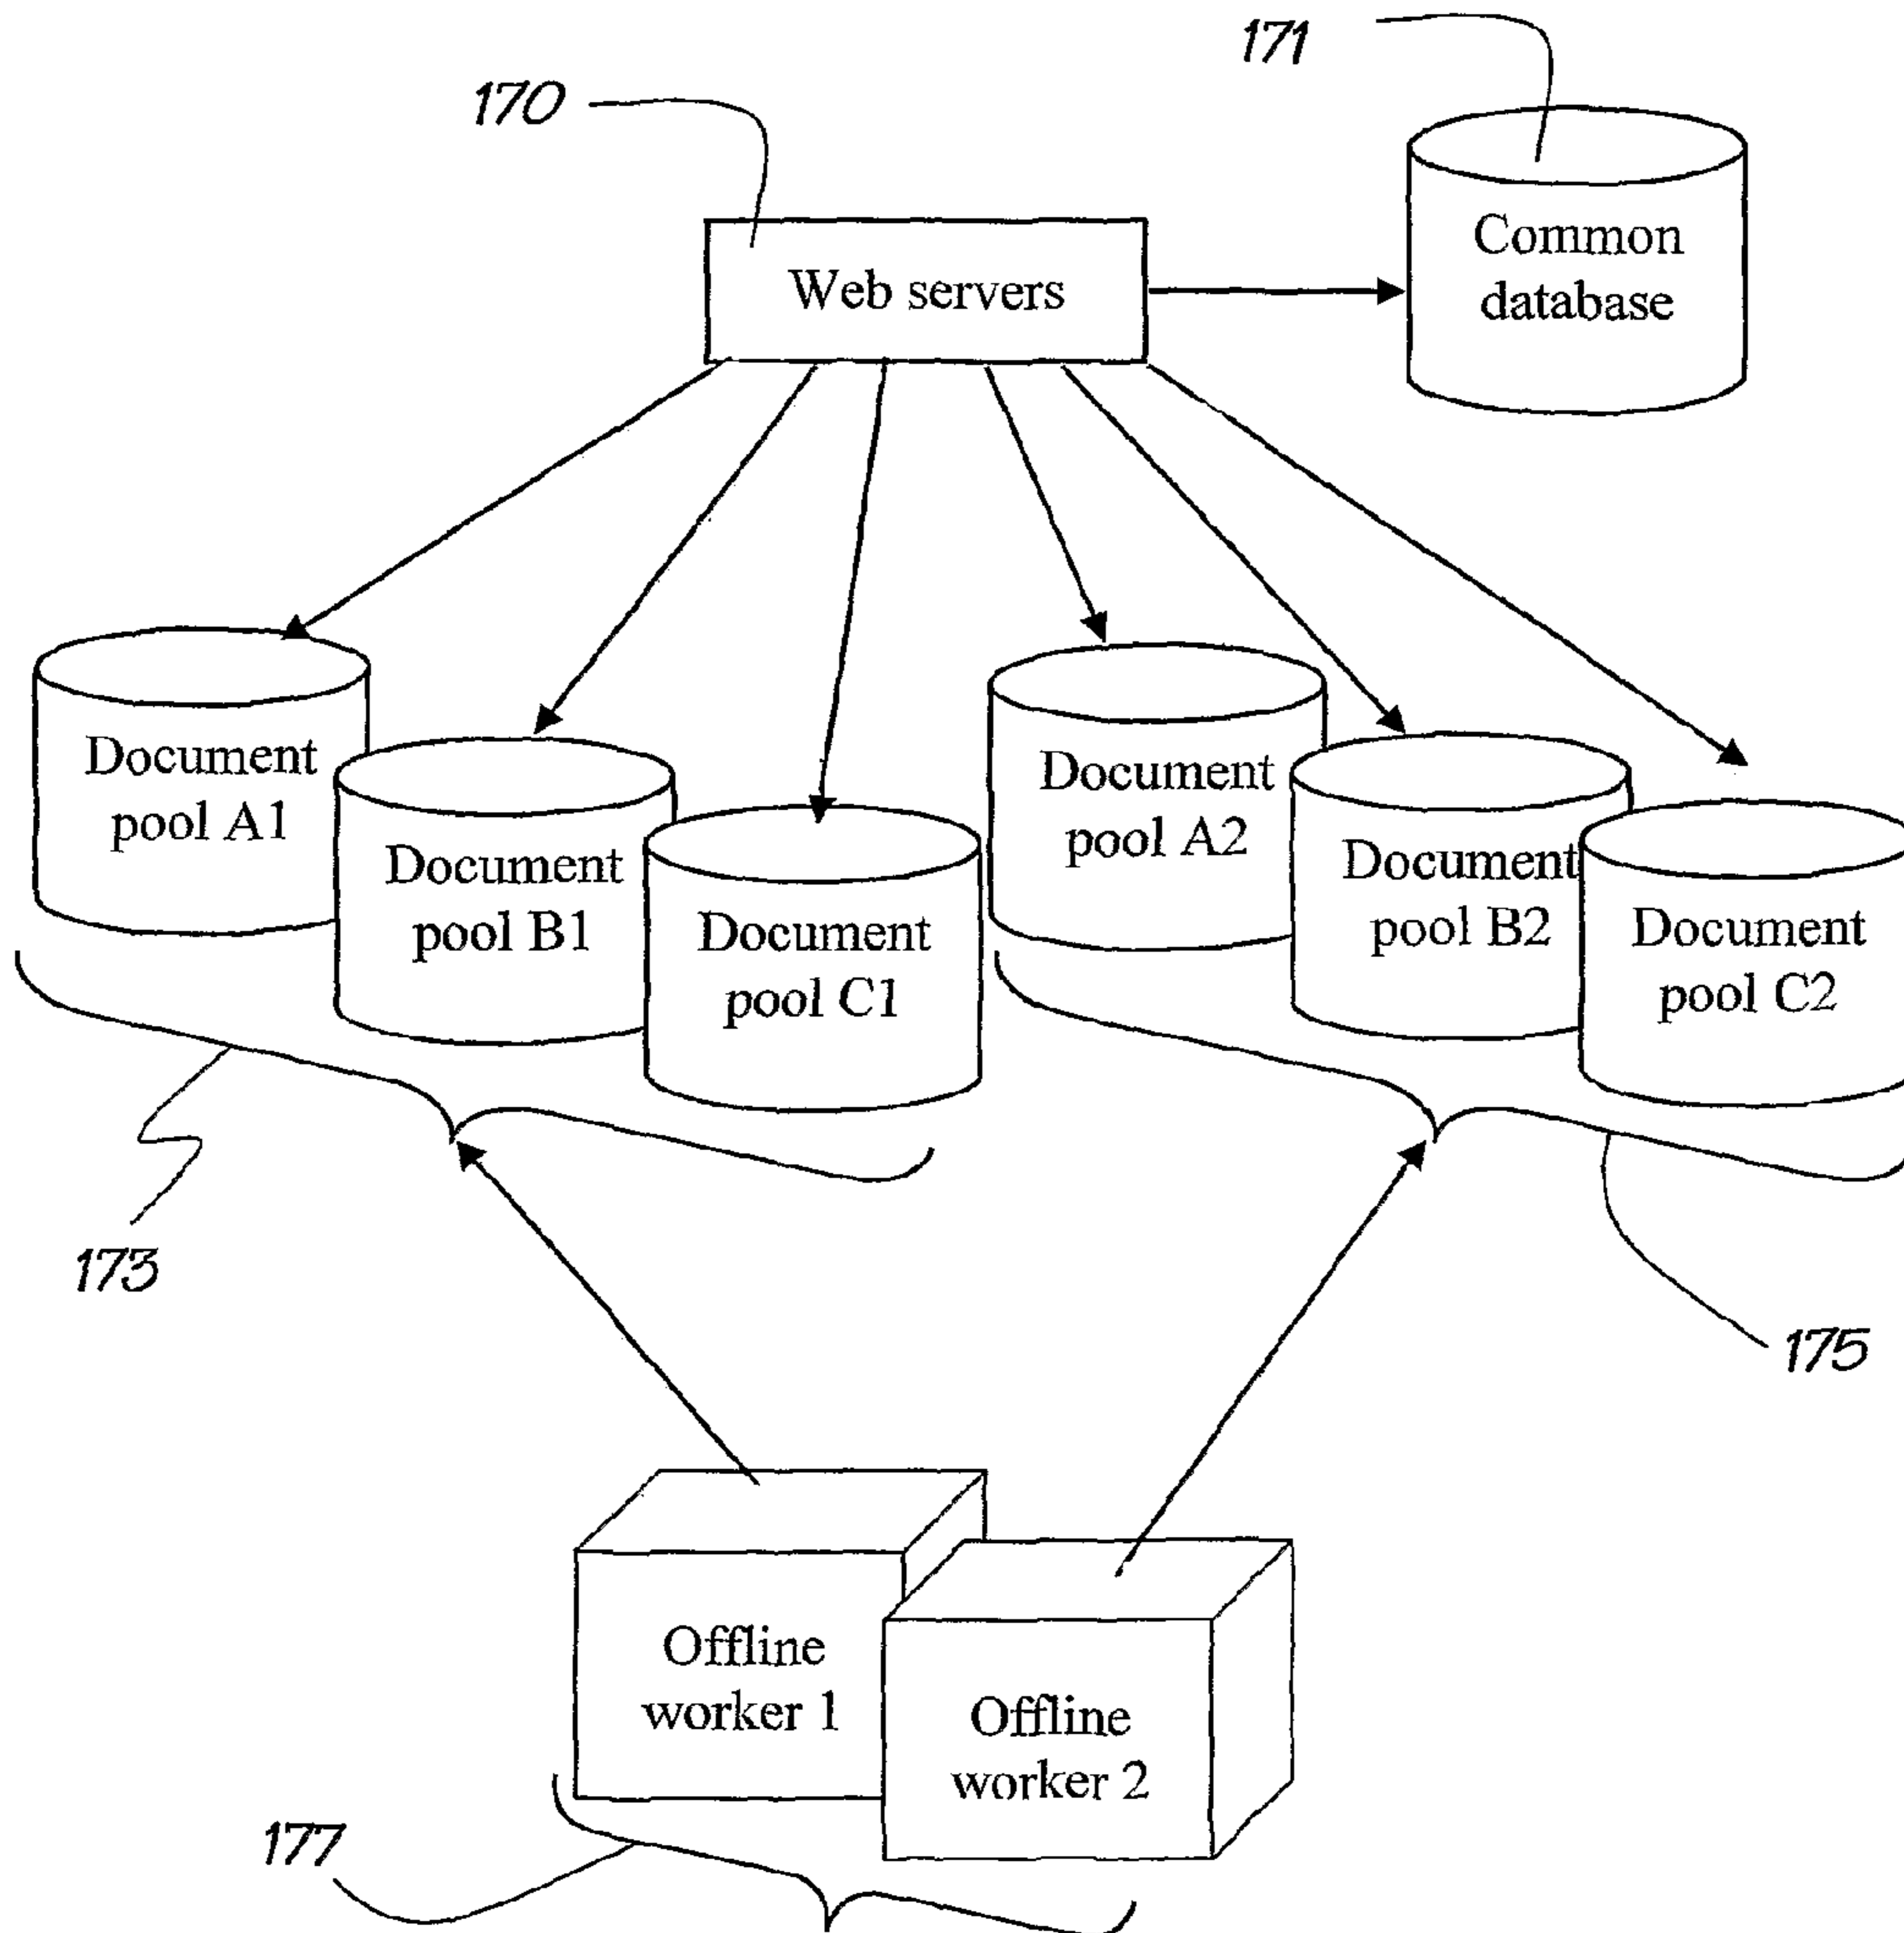 171
170
Common
database
Web servers
Document
pool A1
Document
pool B1
Document
pool C1
Document
pool A2
Document
pool B2
Document
pool C2
173
175
Offline
worker 1
Offline
worker 2
177